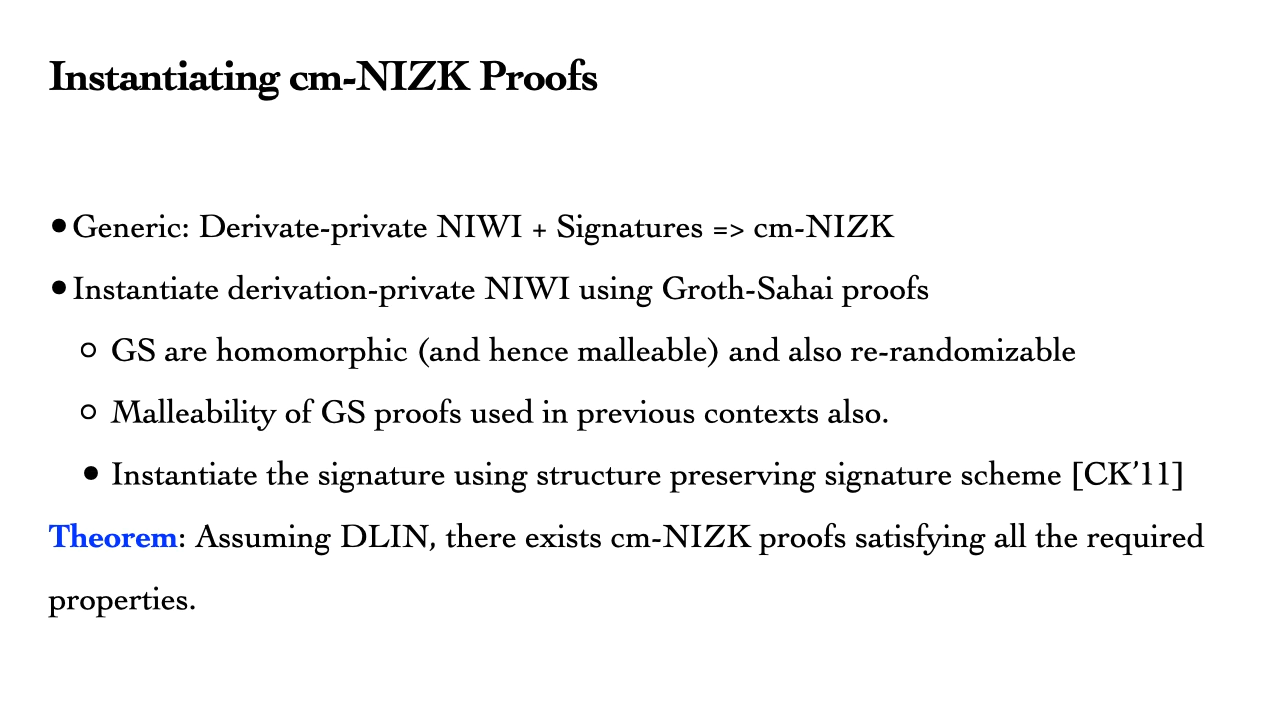 Instantiating cm-NIZK Proofs
● Generic: Derivate-private NIWI + Signatures => cm-NIZK
● Instantiate derivation-private NIWI using Groth-Sahai proofs
○ GS are homomorphic (and hence malleable) and also re-randomizable
○ Malleability of GS proofs used in previous contexts also.
● Instantiate the signature using structure preserving signature scheme [CK’11]
Theorem: Assuming DLIN, there exists cm-NIZK proofs satisfying all the required
properties.